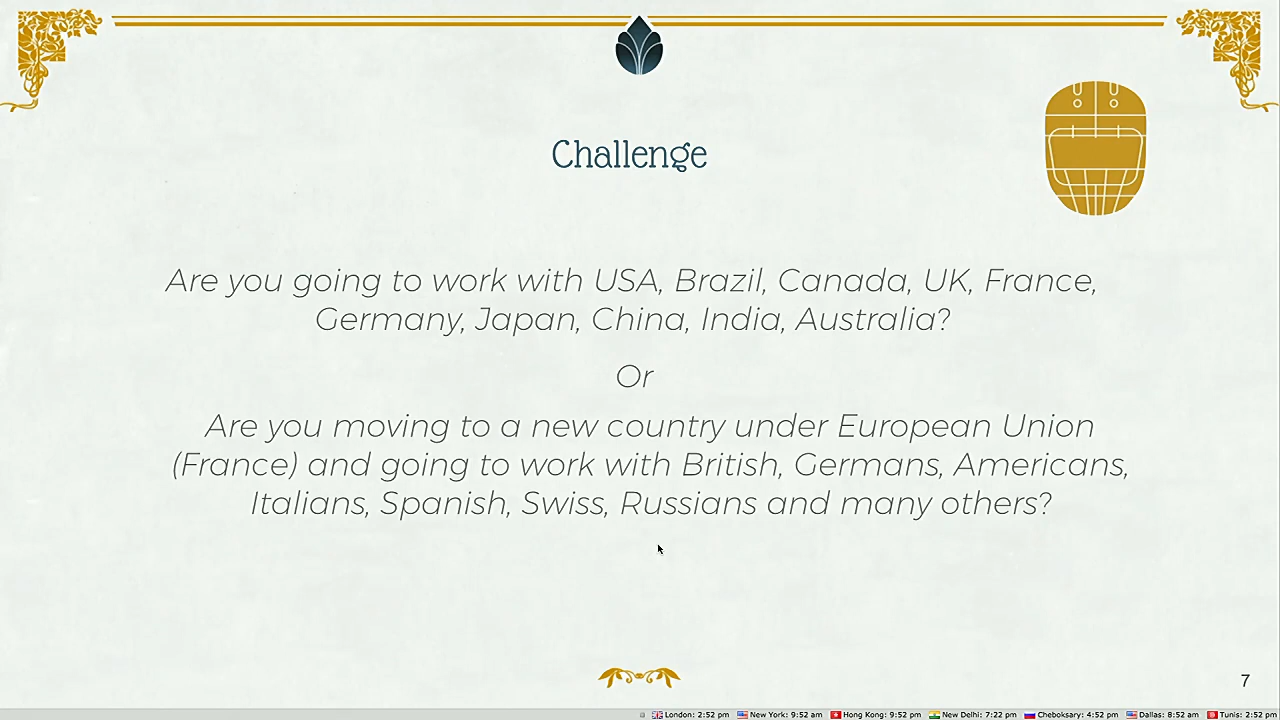 Challenge
Are you going to work with USA, Brazil, Canada, UK, France,
Germany, Japan, China, India, Australia?
Or
Are you moving to a new country under European Union
(France) and going to work with British, Germans, Americans,
Italians, Spanish, Swiss, Russians and many others?
7
London: 2:52 pm New York: 9:52 am Hong Kong: 9:52 pm New Delhi: 7:22 pm Cheboksary: 4:52 pm Dallas: 8:52 am Tunis: 2:52 pm